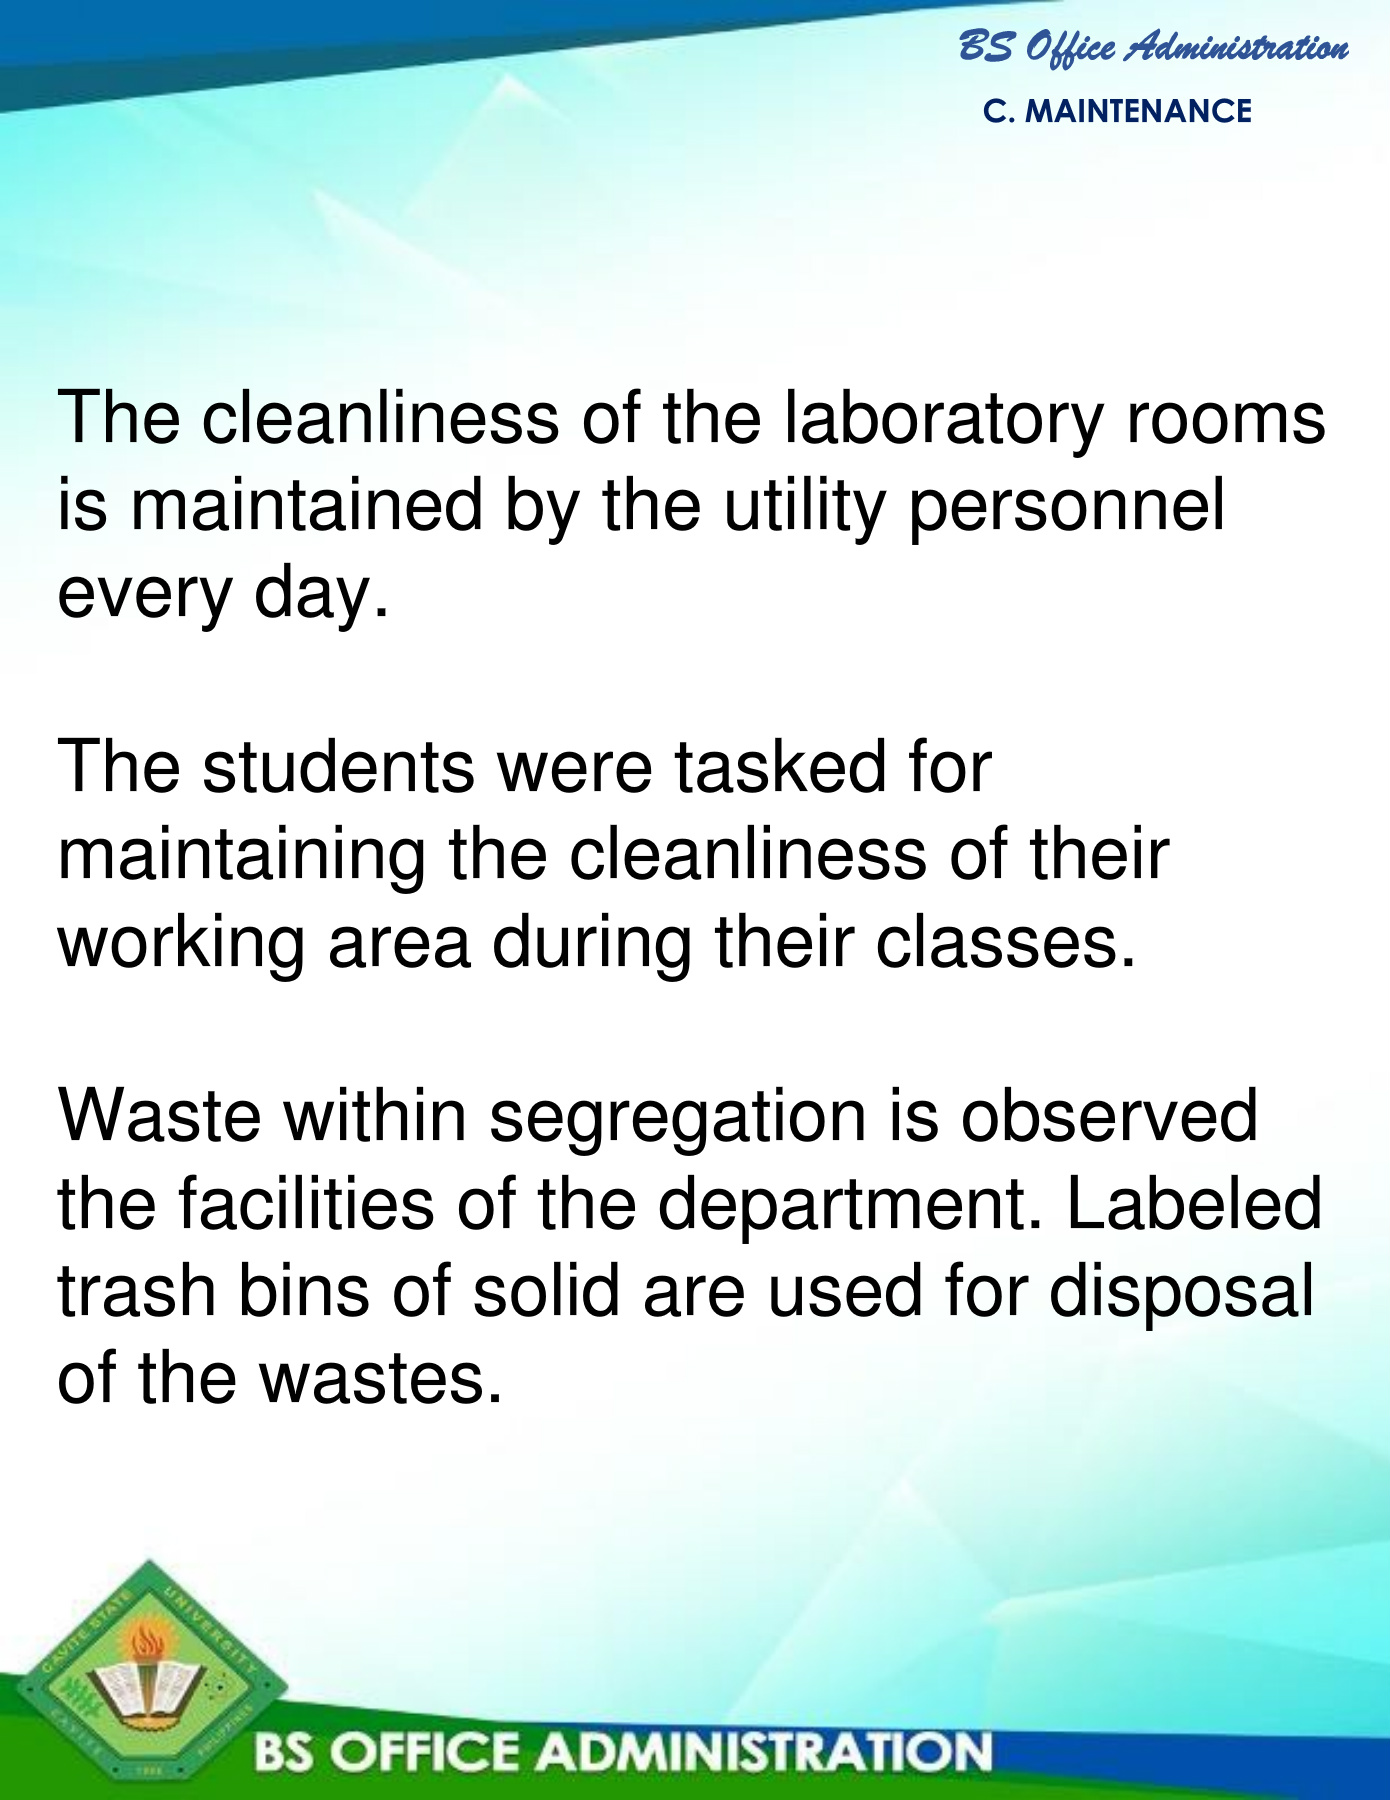 BS Office Administration
C. MAINTENANCE
The cleanliness of the laboratory rooms
is maintained by the utility personnel
every day.
The students were tasked for
maintaining the cleanliness of their
working area during their classes.
Waste within segregation is observed
the facilities of the department. Labeled
trash bins of solid are used for disposal
of the wastes.
CAVITE STATE
UNIVERSITY
CAVITE
PHILIPPINES
BS OFFICE ADMINISTRATION